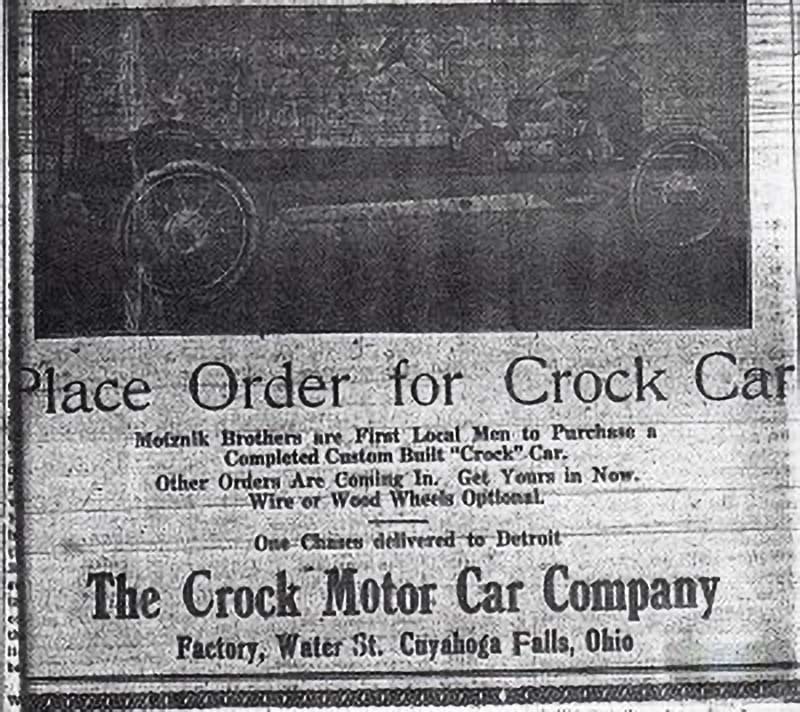 Place Order for Crock Car
Moiznik Brothers are First Local Men to Purchase a
Completed Custom Built "Crock" Car.
Other Orders Are Coming In. Get Yours in Now.
Wire or Wood Wheels Optional.
One Chases delivered to Detroit
The Crock Motor Car Company
Factory, Water St. Cuyahoga Falls, Ohio